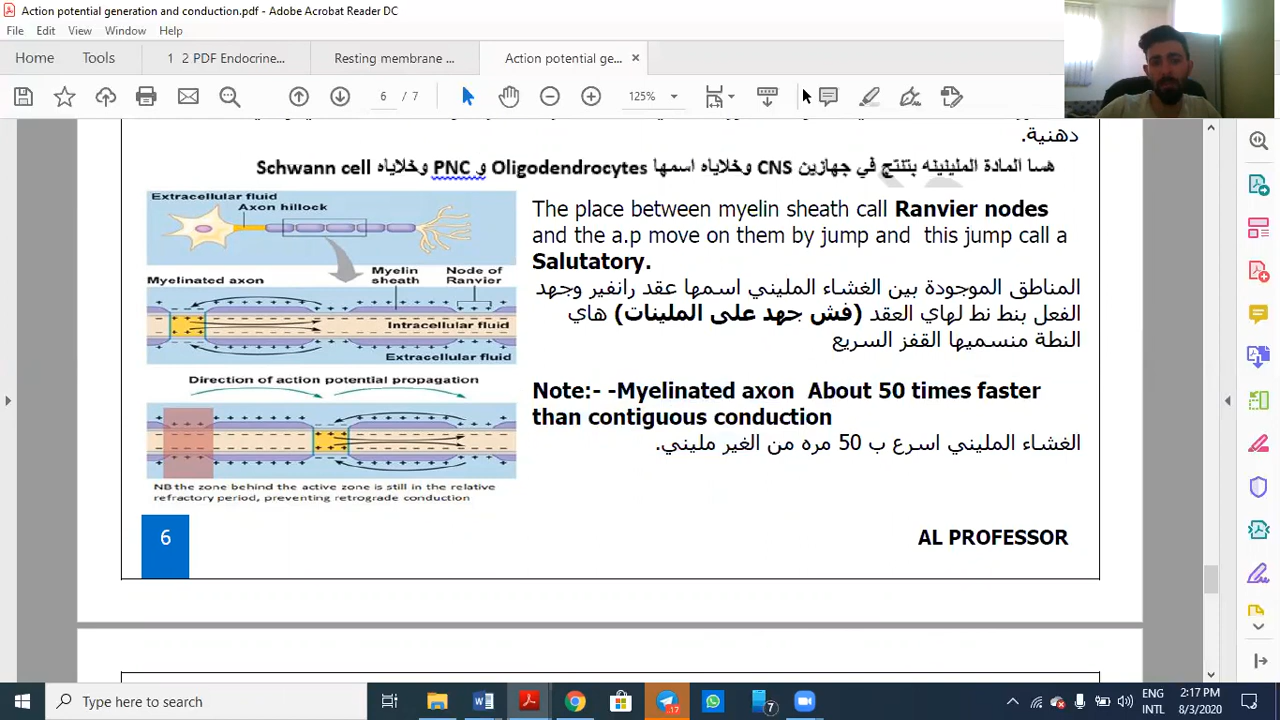 Action potential generation and conduction.pdf - Adobe Acrobat Reader DC
File Edit View Window Help
Home Tools 1 2 PDF Endocrine... Resting membrane ... Action potential ge... ×
6 / 7 125%
دهنية.
هسا المادة الملينينه بتنتج في جهازين CNS وخلاياه اسمها Oligodendrocytes و PNC وخلاياه Schwann cell
Extracellular fluid
Axon hillock
Myelinated axon
Myelin sheath
Node of Ranvier
Intracellular fluid
Extracellular fluid
Direction of action potential propagation
NB the zone behind the active zone is still in the relative
refractory period, preventing retrograde conduction
The place between myelin sheath call Ranvier nodes
and the a.p move on them by jump and this jump call a
Salutatory.
المناطق الموجودة بين الغشاء المليني اسمها عقد رانفير وجهد
الفعل بنط نط لهاي العقد (فش جهد على الملينات) هاي
النطة منسميها القفز السريع
Note:- -Myelinated axon About 50 times faster
than contiguous conduction
الغشاء المليني اسرع ب 50 مره من الغير مليني.
6
AL PROFESSOR
Type here to search
17
7
ENG
INTL
2:17 PM
8/3/2020